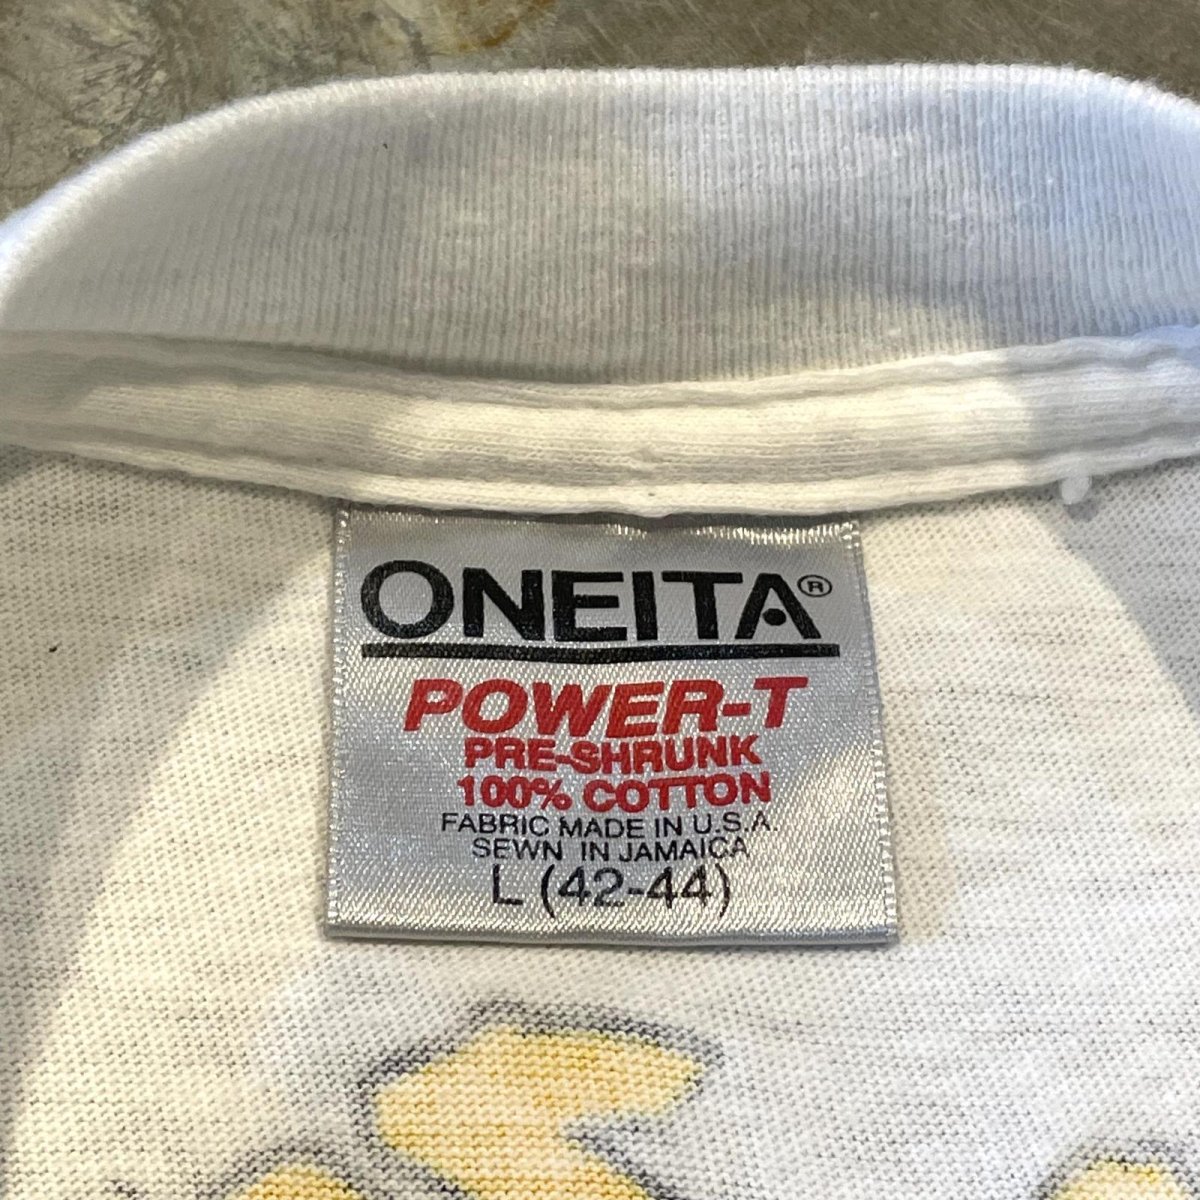 ONEITA®
POWER-T
PRE-SHRUNK
100% COTTON
FABRIC MADE IN U.S.A.
SEWN IN JAMAICA
L (42-44)